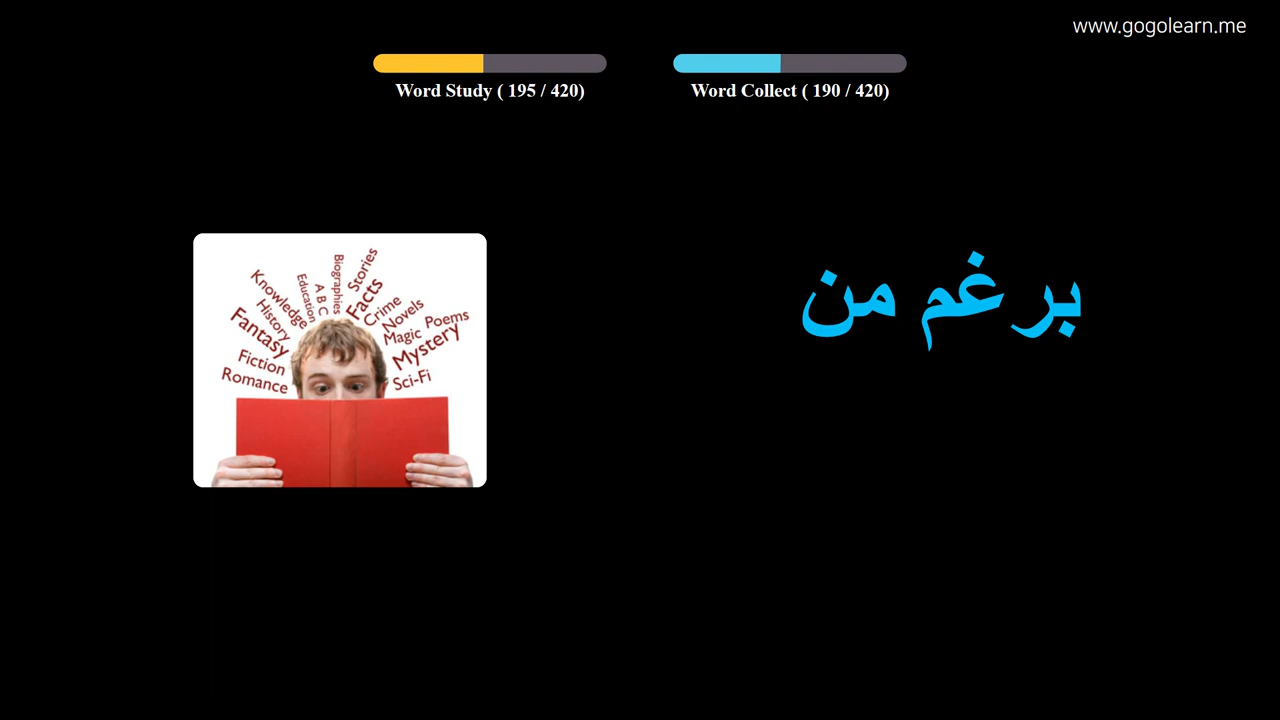 www.gogolearn.me
Word Study ( 195 / 420)
Word Collect ( 190 / 420)
برغم من
Stories
Biographies
Facts
A B C
Education
Crime
Knowledge
Novels
History
Poems
Magic
Fantasy
Mystery
Fiction
Sci-Fi
Romance